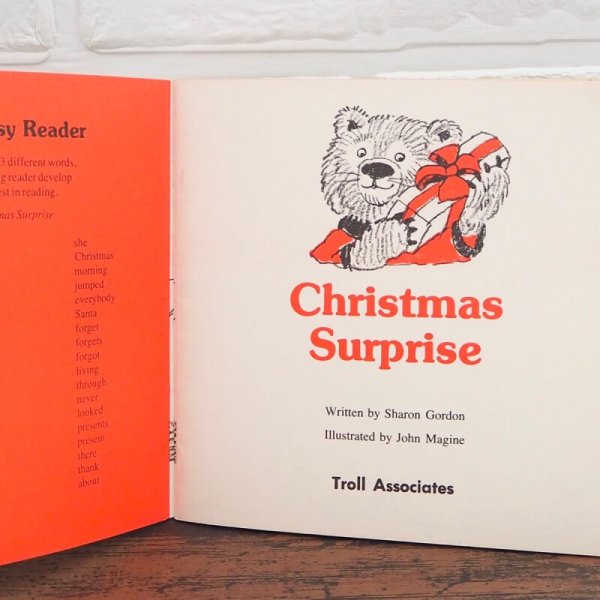 sy Reader
3 different words,
g reader develop
est in reading.
mas Surprise
she
Christmas
morning
jumped
everybody
Santa
forget
forgets
forgot
living
through
never
looked
presents
present
there
thank
about
Christmas
Surprise
Written by Sharon Gordon
Illustrated by John Magine
Troll Associates